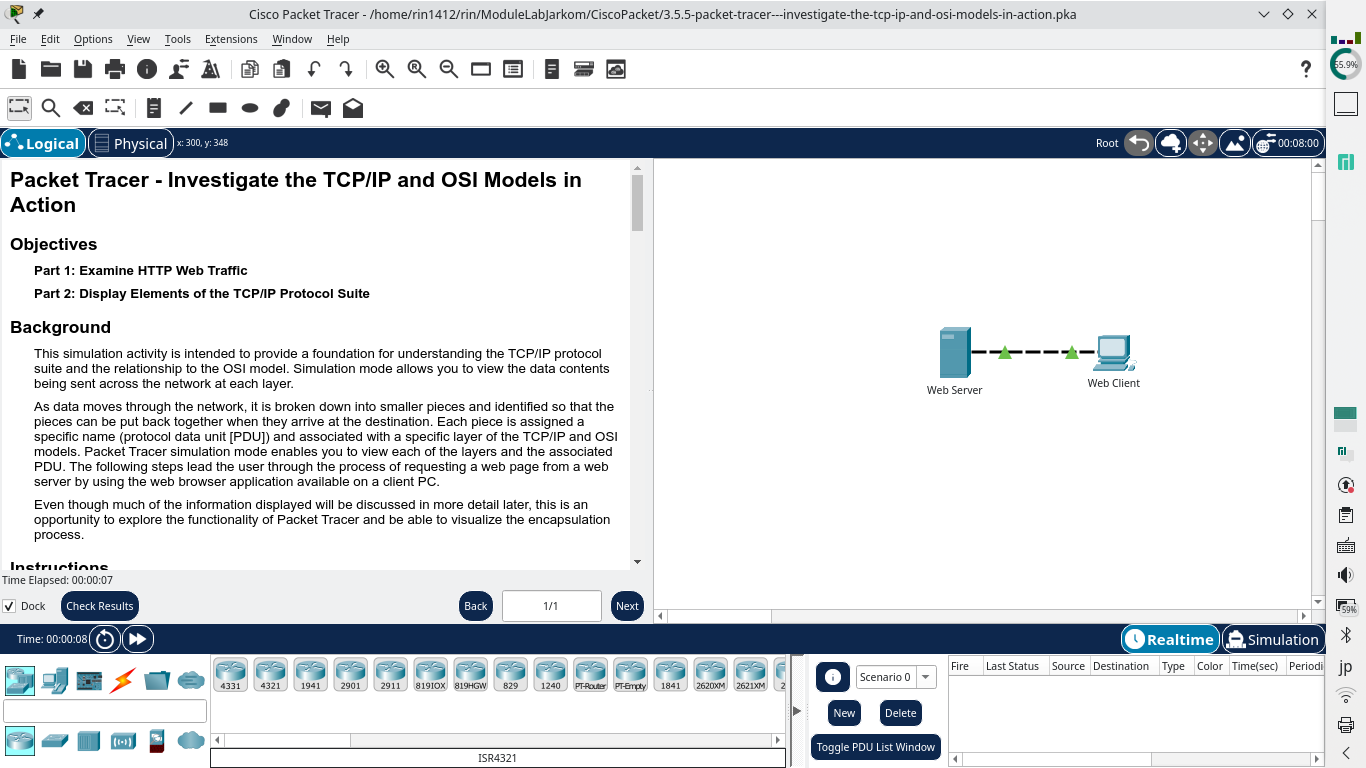 Cisco Packet Tracer - /home/rin1412/rin/ModuleLabJarkom/CiscoPacket/3.5.5-packet-tracer---investigate-the-tcp-ip-and-osi-models-in-action.pka
File Edit Options View Tools Extensions Window Help
55.9%
Logical Physical x: 300, y: 348 Root 00:08:00
Packet Tracer - Investigate the TCP/IP and OSI Models in
Action
Objectives
Part 1: Examine HTTP Web Traffic
Part 2: Display Elements of the TCP/IP Protocol Suite
Background
This simulation activity is intended to provide a foundation for understanding the TCP/IP protocol
suite and the relationship to the OSI model. Simulation mode allows you to view the data contents
being sent across the network at each layer.
As data moves through the network, it is broken down into smaller pieces and identified so that the
pieces can be put back together when they arrive at the destination. Each piece is assigned a
specific name (protocol data unit [PDU]) and associated with a specific layer of the TCP/IP and OSI
models. Packet Tracer simulation mode enables you to view each of the layers and the associated
PDU. The following steps lead the user through the process of requesting a web page from a web
server by using the web browser application available on a client PC.
Even though much of the information displayed will be discussed in more detail later, this is an
opportunity to explore the functionality of Packet Tracer and be able to visualize the encapsulation
process.
Instructions
Web Server
Web Client
Time Elapsed: 00:00:07
Dock Check Results Back 1/1 Next
59%
Time: 00:00:08 Realtime Simulation
4331 4321 1941 2901 2911 819IOX 819HGW 829 1240 PT-Router PT-Empty 1841 2620XM 2621XM 2
ISR4321
Scenario 0
New Delete
Toggle PDU List Window
Fire Last Status Source Destination Type Color Time(sec) Periodi
jp